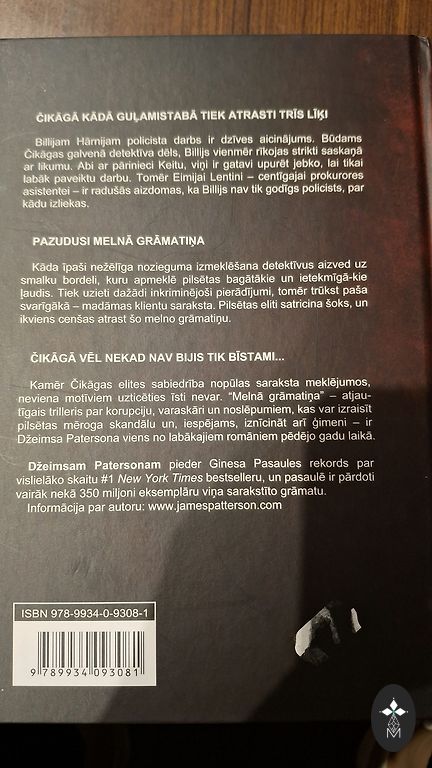 ČIKĀGĀ KĀDĀ GUĻAMISTABĀ TIEK ATRASTI TRĪS LĪĶI
Billijam Hārnijam policista darbs ir dzīves aicinājums. Būdams
Čikāgas galvenā detektīva dēls, Billijs vienmēr rīkojas strikti saskaņā
ar likumu. Abi ar pārinieci Keitu, viņi ir gatavi upurēt jebko, lai tikai
labāk paveiktu darbu. Tomēr Eimijai Lentini – centīgajai prokurores
asistentei – ir radušās aizdomas, ka Billijs nav tik godīgs policists, par
kādu izliekas.
PAZUDUSI MELNĀ GRĀMATIŅA
Kāda īpaši nežēlīga nozieguma izmeklēšana detektīvus aizved uz
smalku bordeli, kuru apmeklē pilsētas bagātākie un ietekmīgā-kie
ļaudis. Tiek uzieti dažādi inkriminējoši pierādījumi, tomēr trūkst paša
svarīgākā – madāmas klientu saraksta. Pilsētas eliti satricina šoks, un
ikviens cenšas atrast šo melno grāmatiņu.
ČIKĀGĀ VĒL NEKAD NAV BIJIS TIK BĪSTAMI...
Kamēr Čikāgas elites sabiedrība nopūlas saraksta meklējumos,
neviena motīviem uzticēties īsti nevar. "Melnā grāmatiņa" – atjau-
tīgais trilleris par korupciju, varaskāri un noslēpumiem, kas var izraisīt
pilsētas mēroga skandālu un, iespējams, iznīcināt arī ģimeni – ir
Džeimsa Patersona viens no labākajiem romāniem pēdējo gadu laikā.
Džeimsam Patersonam pieder Ginesa Pasaules rekords par
vislielāko skaitu #1 New York Times bestselleru, un pasaulē ir pārdoti
vairāk nekā 350 miljoni eksemplāru viņa sarakstīto grāmatu.
Informācija par autoru: www.jamespatterson.com
ISBN 978-9934-0-9308-1
9 789934 093081
M